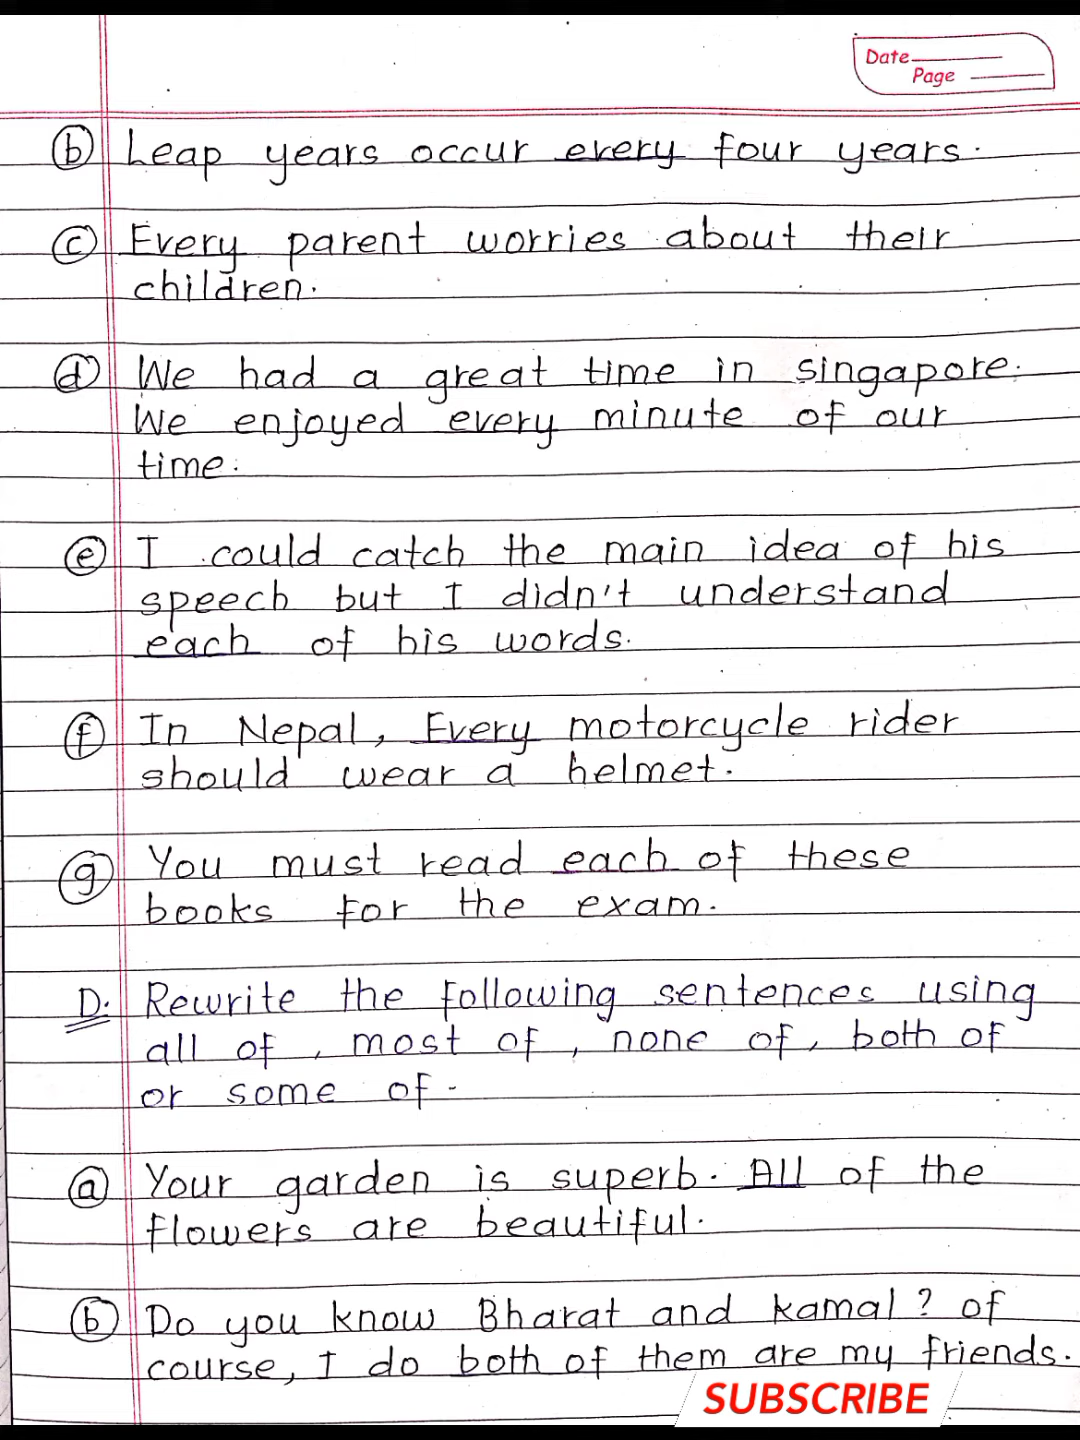 Date
Page
(b) Leap years occur every four years.
(c) Every parent worries about their
children.
(d) We had a great time in singapore.
We enjoyed every minute of our
time.
(e) I could catch the main idea of his
speech but I didn't understand
each of his words.
(f) In Nepal, Every motorcycle rider
should wear a helmet.
(g) You must read each of these
books for the exam.
D. Rewrite the following sentences using
all of, most of, none of, both of
or some of.
(a) Your garden is superb. All of the
flowers are beautiful.
(b) Do you know Bharat and kamal? of
course, I do both of them are my friends.
SUBSCRIBE